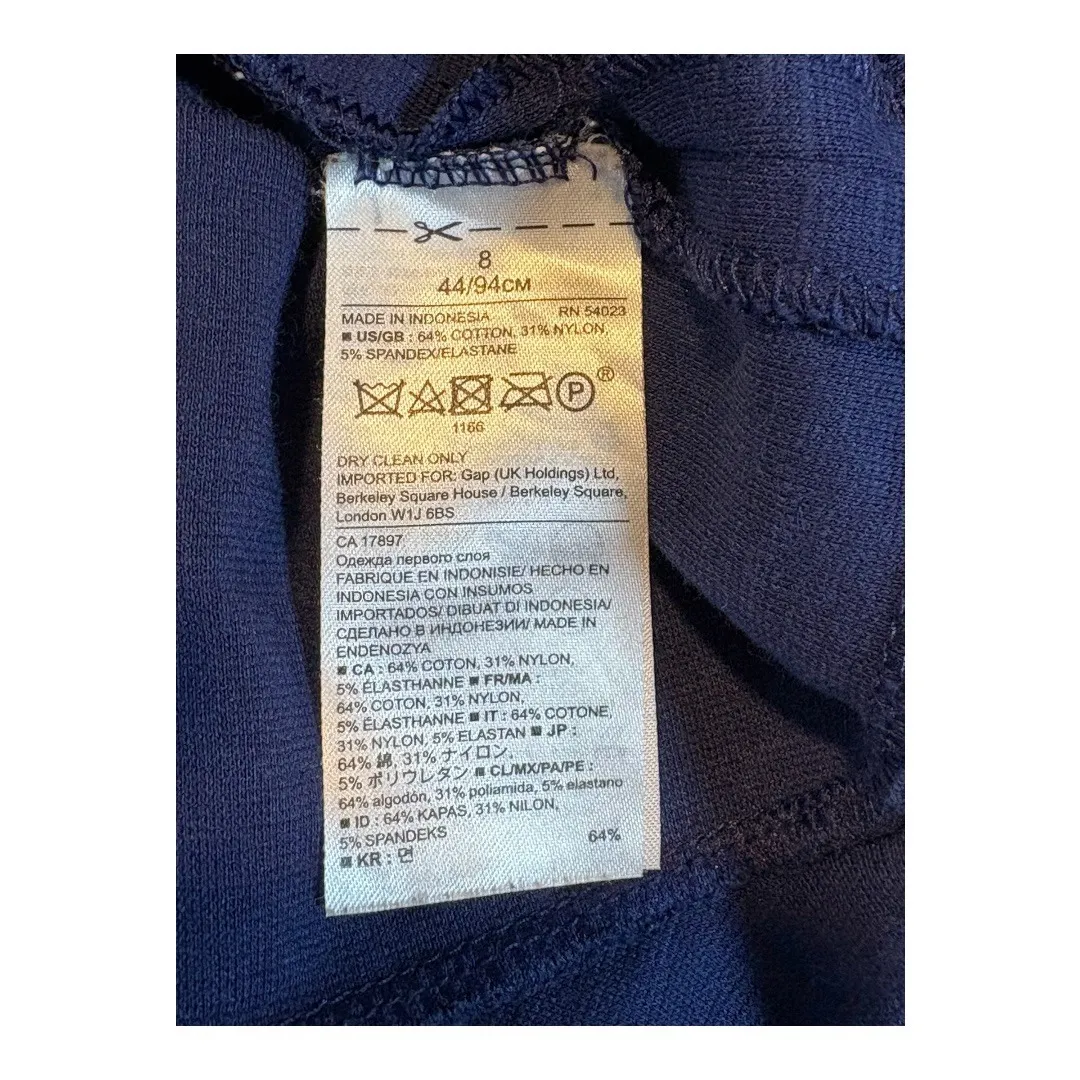 8
44/94CM
MADE IN INDONESIA RN 54023
■ US/GB : 64% COTTON, 31% NYLON,
5% SPANDEX/ELASTANE
P ®
1166
DRY CLEAN ONLY
IMPORTED FOR: Gap (UK Holdings) Ltd,
Berkeley Square House / Berkeley Square,
London W1J 6BS
CA 17897
Одежда первого слоя
FABRIQUE EN INDONISIE/ HECHO EN
INDONESIA CON INSUMOS
IMPORTADOS/ DIBUAT DI INDONESIA/
СДЕЛАНО В ИНДОНЕЗИИ/ MADE IN
ENDENOZYA
■ CA : 64% COTON, 31% NYLON,
5% ÉLASTHANNE ■ FR/MA :
64% COTON, 31% NYLON,
5% ÉLASTHANNE ■ IT : 64% COTONE,
31% NYLON, 5% ELASTAN ■ JP :
64% 綿, 31% ナイロン,
5% ポリウレタン ■ CL/MX/PA/PE :
64% algodón, 31% poliamida, 5% elastano
■ ID : 64% KAPAS, 31% NILON,
5% SPANDEKS
■ KR : 면 64%